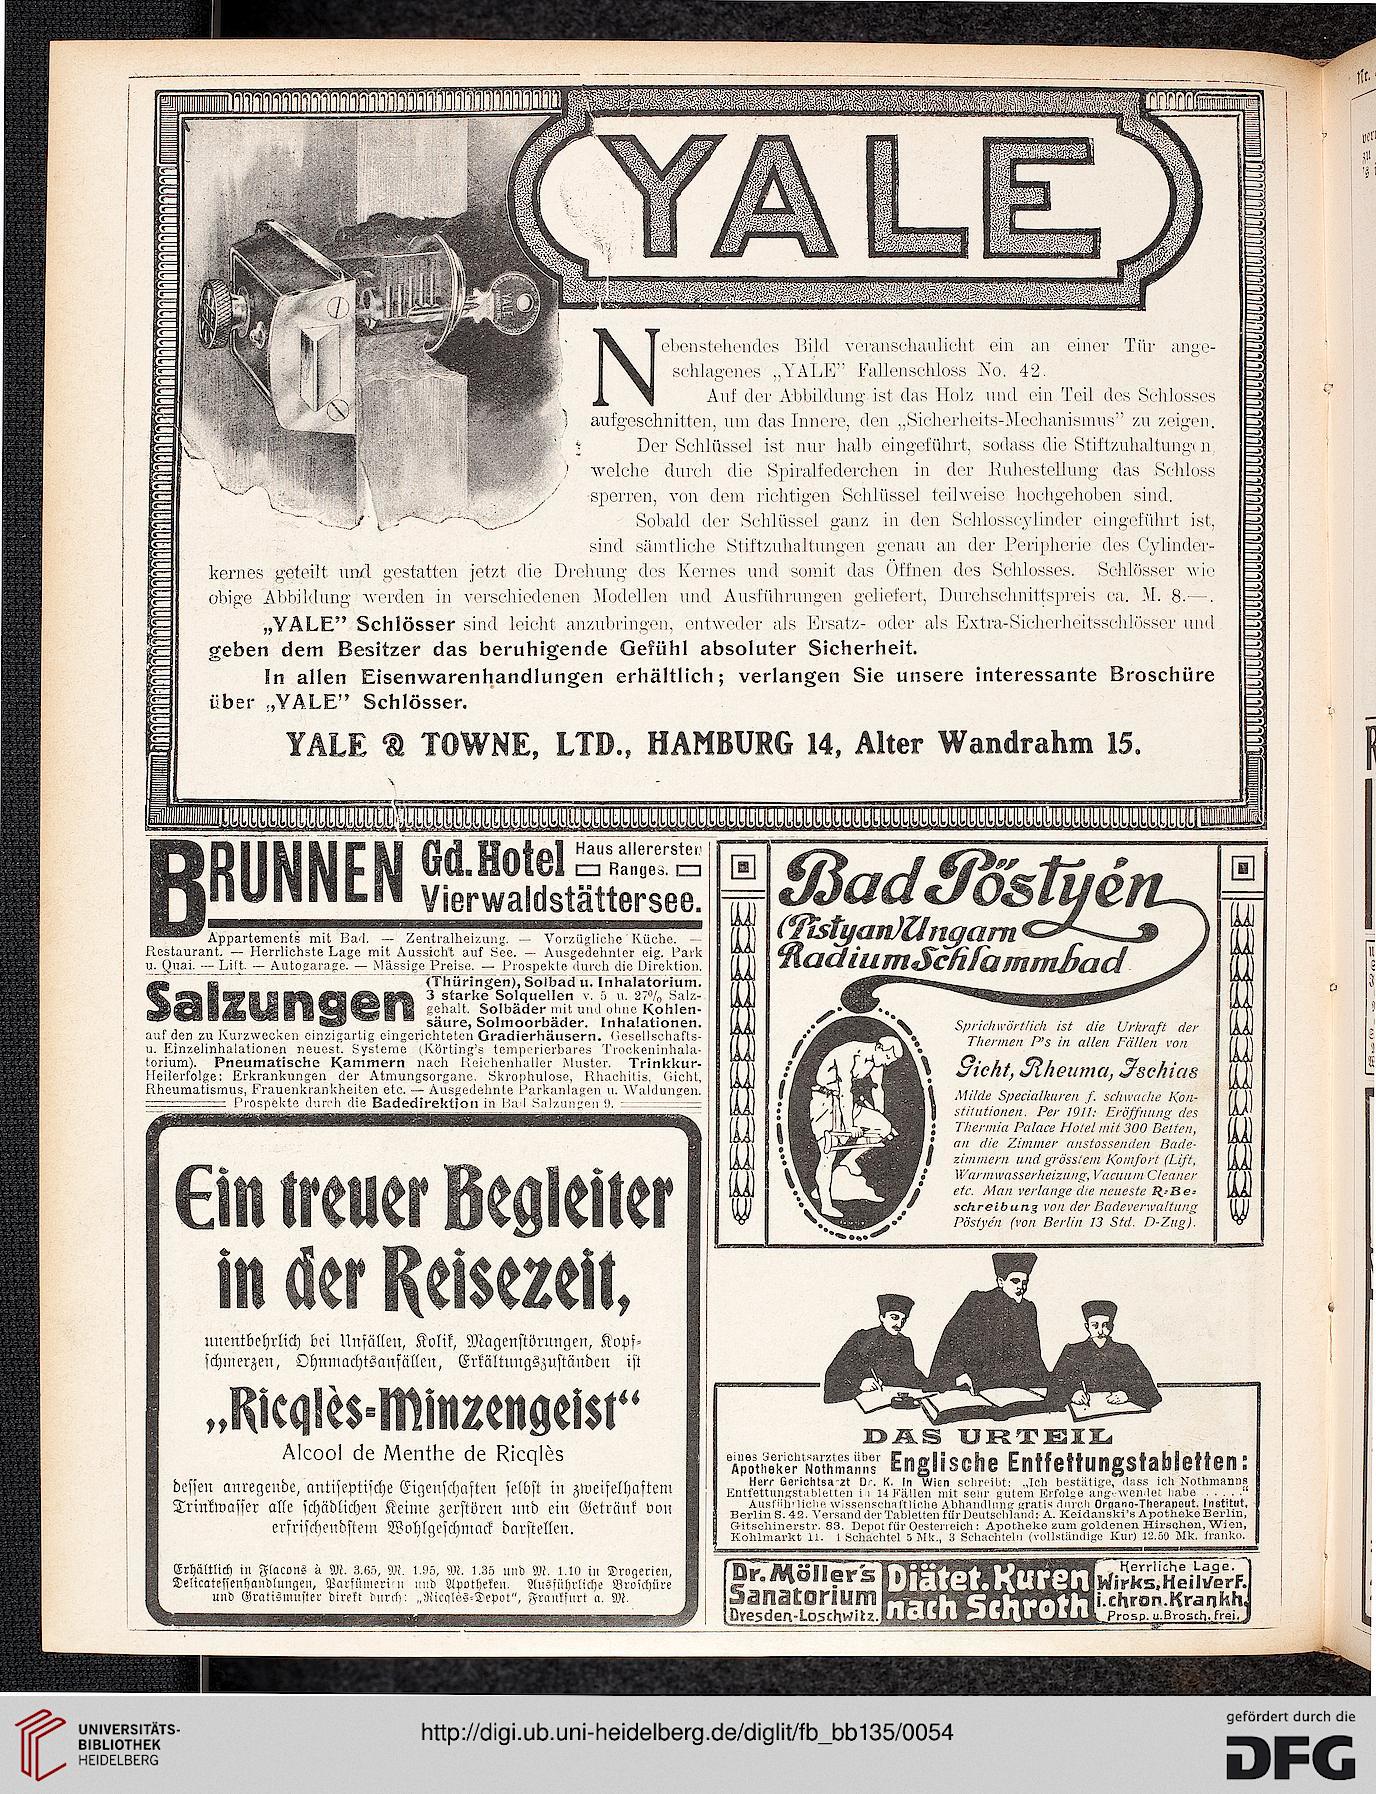 YALE
Nebenstehendes Bild veranschaulicht ein an einer Tür ange-
schlagenes „YALE” Fallenschloss No. 42.
Auf der Abbildung ist das Holz und ein Teil des Schlosses
aufgeschnitten, um das Innere, den „Sicherheits-Mechanismus” zu zeigen.
Der Schlüssel ist nur halb eingeführt, sodass die Stiftzuhaltungen,
welche durch die Spiralfederchen in der Ruhestellung das Schloss
sperren, von dem richtigen Schlüssel teilweise hochgehoben sind.
Sobald der Schlüssel ganz in den Schlosscylinder eingeführt ist,
sind sämtliche Stiftzuhaltungen genau an der Peripherie des Cylinder-
kernes geteilt und gestatten jetzt die Drehung des Kernes und somit das Öffnen des Schlosses. Schlösser wie
obige Abbildung werden in verschiedenen Modellen und Ausführungen geliefert, Durchschnittspreis ca. M. 8.—.
„YALE” Schlösser sind leicht anzubringen, entweder als Ersatz- oder als Extra-Sicherheitsschlösser und
geben dem Besitzer das beruhigende Gefühl absoluter Sicherheit.
In allen Eisenwarenhandlungen erhältlich; verlangen Sie unsere interessante Broschüre
über „YALE” Schlösser.
YALE & TOWNE, LTD., HAMBURG 14, Alter Wandrahm 15.
BRUNNEN Gd. Hotel Haus allerersten
Ranges.
Vierwaldstättersee.
Appartements mit Bad. — Zentralheizung. — Vorzügliche Küche. —
Restaurant. — Herrlichste Lage mit Aussicht auf See. — Ausgedehnter eig. Park
u. Quai. — Lift. — Autogarage. — Mässige Preise. — Prospekte durch die Direktion.
Salzungen (Thüringen), Solbad u. Inhalatorium.
3 starke Solquellen v. 5 u. 27% Salz-
gehalt. Solbäder mit und ohne Kohlen-
säure, Solmoorbäder. Inhalationen.
auf den zu Kurzwecken einzigartig eingerichteten Gradierhäusern. Gesellschafts-
u. Einzelinhalationen neuest. Systeme (Körting's temperierbares Trockeninhala-
torium). Pneumatische Kammern nach Reichenhaller Muster. Trinkkur-
Heilerfolge: Erkrankungen der Atmungsorgane. Skrophulose, Rhachitis, Gicht,
Rheumatismus, Frauenkrankheiten etc. — Ausgedehnte Parkanlagen u. Waldungen.
Prospekte durch die Badedirektion in Bad Salzungen 9.
Ein treuer Begleiter
in der Reisezeit,
unentbehrlich bei Unfällen, Kolik, Magenstörungen, Kopf-
schmerzen, Ohnmachtsanfällen, Erkältungszuständen ist
„Ricqlès-Minzengeist“
Alcool de Menthe de Ricqlès
dessen anregende, antiseptische Eigenschaften selbst in zweifelhaftem
Trinkwasser alle schädlichen Keime zerstören und ein Getränk von
erfrischendstem Wohlgeschmack darstellen.
Erhältlich in Flacons à M. 3.65, M. 1.95, M. 1.35 und M. 1.10 in Drogerien,
Delicatessenhandlungen, Parfümerien und Apotheken. Ausführliche Broschüre
und Gratismuster direkt durch: „Ricqlès-Depot“, Frankfurt a. M.
Bad Pöstyén
(Pistyan) Ungarn
Radium Schlammbad
Sprichwörtlich ist die Urkraft der
Thermen P's in allen Fällen von
Gicht, Rheuma, Ischias
Milde Specialkuren f. schwache Kon-
stitutionen. Per 1911: Eröffnung des
Thermia Palace Hotel mit 300 Betten,
an die Zimmer anstossenden Bade-
zimmern und grösstem Komfort (Lift,
Warmwasserheizung, Vacuum Cleaner
etc. Man verlange die neueste R-Be-
schreibung von der Badeverwaltung
Pöstyén (von Berlin 13 Std. D-Zug).
DAS URTEIL
eines Gerichtsarztes über
Apotheker Nothmanns Englische Entfettungstabletten:
Herr Gerichtsarzt Dr. K. in Wien schreibt: „Ich bestätige, dass ich Nothmanns
Entfettungstabletten in 14 Fällen mit sehr gutem Erfolge angewendet habe . . . . .“
Ausführliche wissenschaftliche Abhandlung gratis durch Organo-Therapeut. Institut,
Berlin S. 42. Versand der Tabletten für Deutschland: A. Keidanski's Apotheke Berlin,
Gitschinerstr. 83. Depot für Oesterreich: Apotheke zum goldenen Hirschen, Wien,
Kohlmarkt 11. 1 Schachtel 5 Mk., 3 Schachteln (vollständige Kur) 12.50 Mk. franko.
Dr. Möller's
Sanatorium
Dresden-Loschwitz.
Diätet. Kuren
nach Schroth
Herrliche Lage.
Wirks. Heilverf.
i. chron. Krankh.
Prosp. u. Brosch. frei.
UNIVERSITÄTS-
BIBLIOTHEK
HEIDELBERG
http://digi.ub.uni-heidelberg.de/diglit/fb_bb135/0054
gefördert durch die
DFG